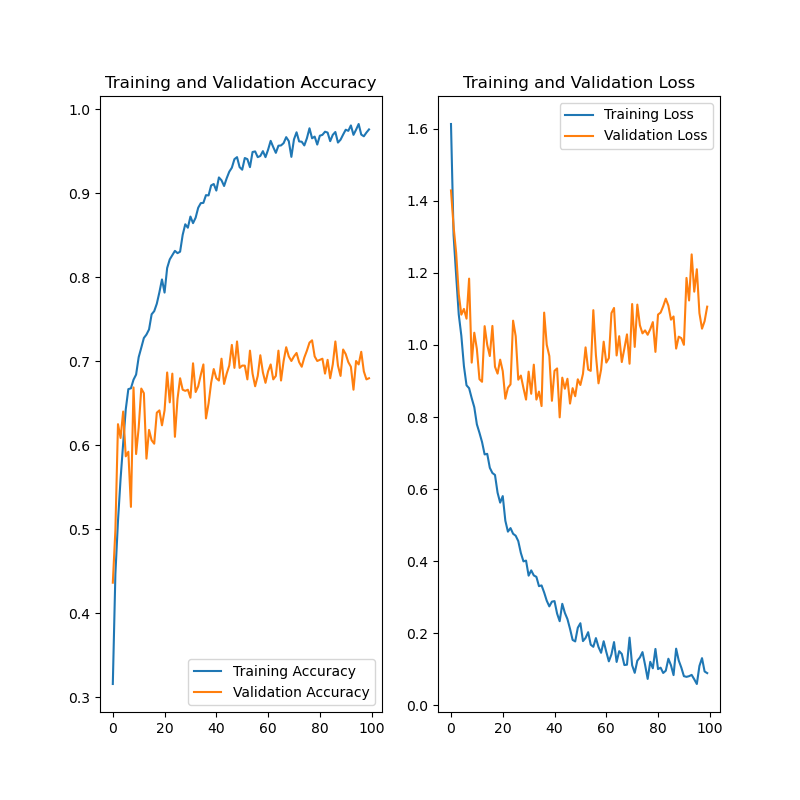 Training and Validation Accuracy
1.0
0.9
0.8
0.7
0.6
0.5
0.4
0.3
Training Accuracy
Validation Accuracy
0 20 40 60 80 100
Training and Validation Loss
Training Loss
Validation Loss
1.6
1.4
1.2
1.0
0.8
0.6
0.4
0.2
0.0
0 20 40 60 80 100